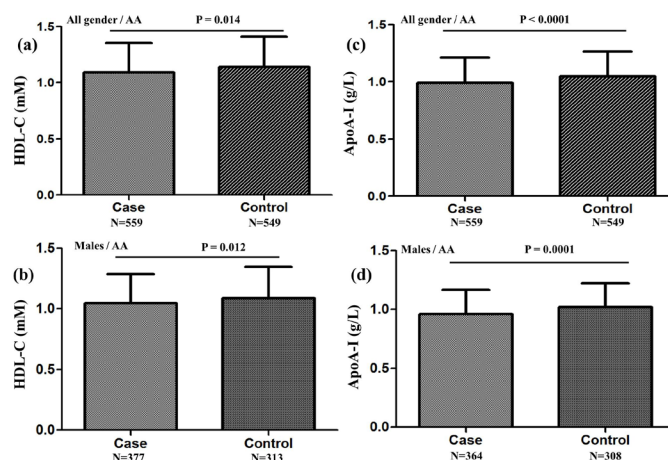 (a)
All gender / AA
P = 0.014
HDL-C (mM)
1.5
1.0
0.5
0.0
Case
Control
N=559
N=549
(c)
All gender / AA
P < 0.0001
ApoA-I (g/L)
1.5
1.0
0.5
0.0
Case
Control
N=559
N=549
(b)
Males / AA
P = 0.012
HDL-C (mM)
1.5
1.0
0.5
0.0
Case
Control
N=377
N=313
(d)
Males / AA
P = 0.0001
ApoA-I (g/L)
1.5
1.0
0.5
0.0
Case
Control
N=364
N=308